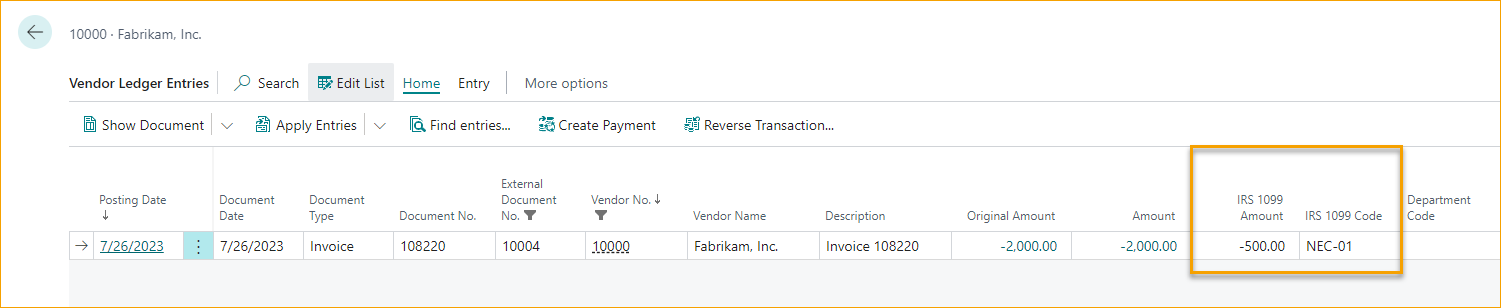 10000 · Fabrikam, Inc.
Vendor Ledger Entries Search Edit List Home Entry More options
Show Document Apply Entries Find entries... Create Payment Reverse Transaction...
Posting Date
Document Date
Document Type
Document No.
External Document No.
Vendor No.
Vendor Name
Description
Original Amount
Amount
IRS 1099 Amount
IRS 1099 Code
Department Code
7/26/2023 7/26/2023 Invoice 108220 10004 10000 Fabrikam, Inc. Invoice 108220 -2,000.00 -2,000.00 -500.00 NEC-01